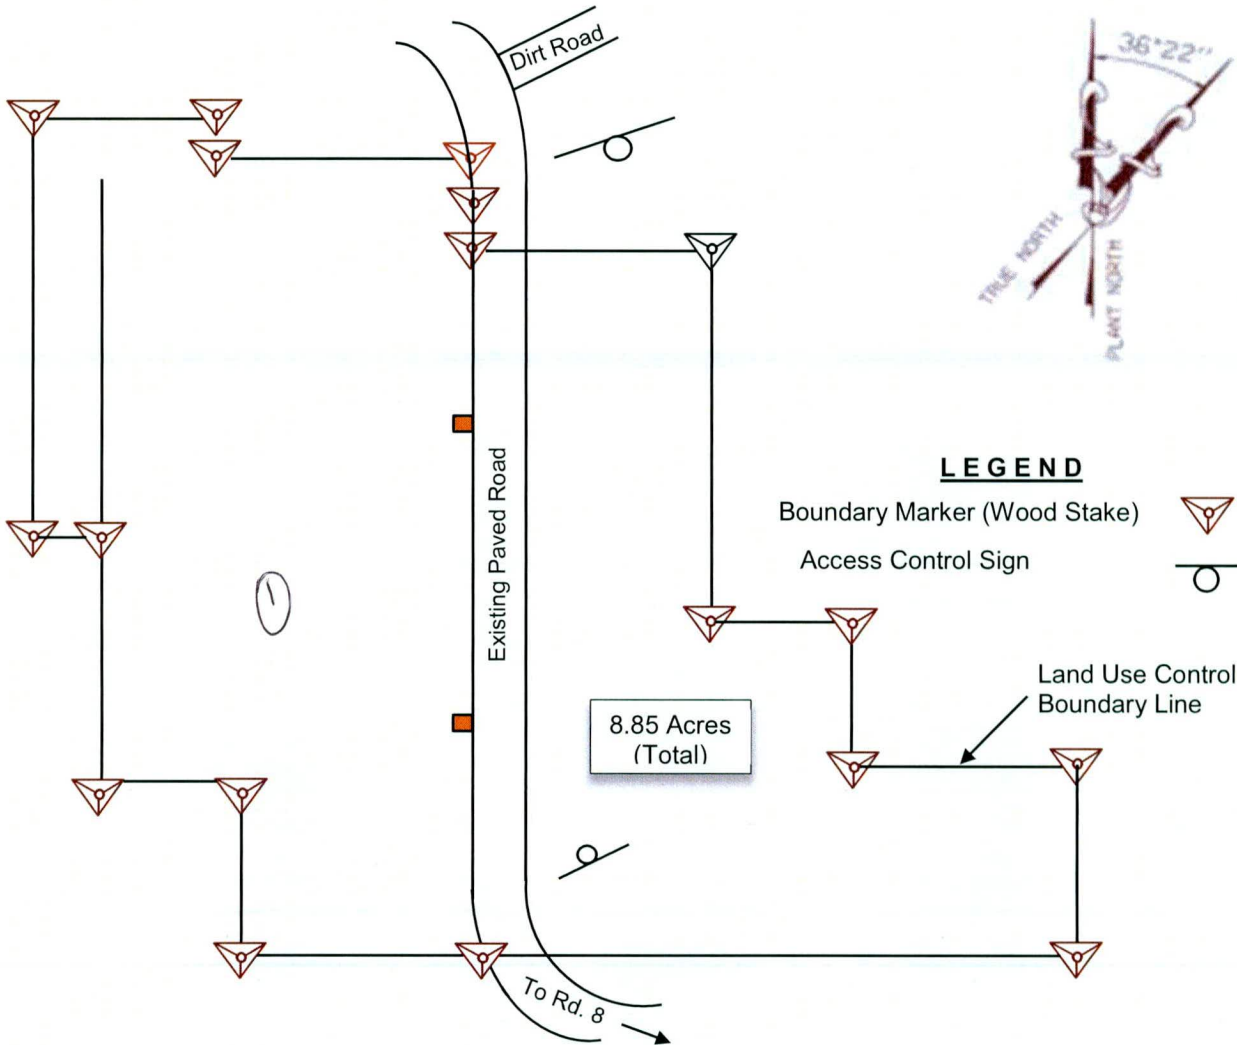 Dirt Road
36°22"
TRUE NORTH
PLANT NORTH
Existing Paved Road
LEGEND
Boundary Marker (Wood Stake)
Access Control Sign
Land Use Control
Boundary Line
8.85 Acres
(Total)
To Rd. 8